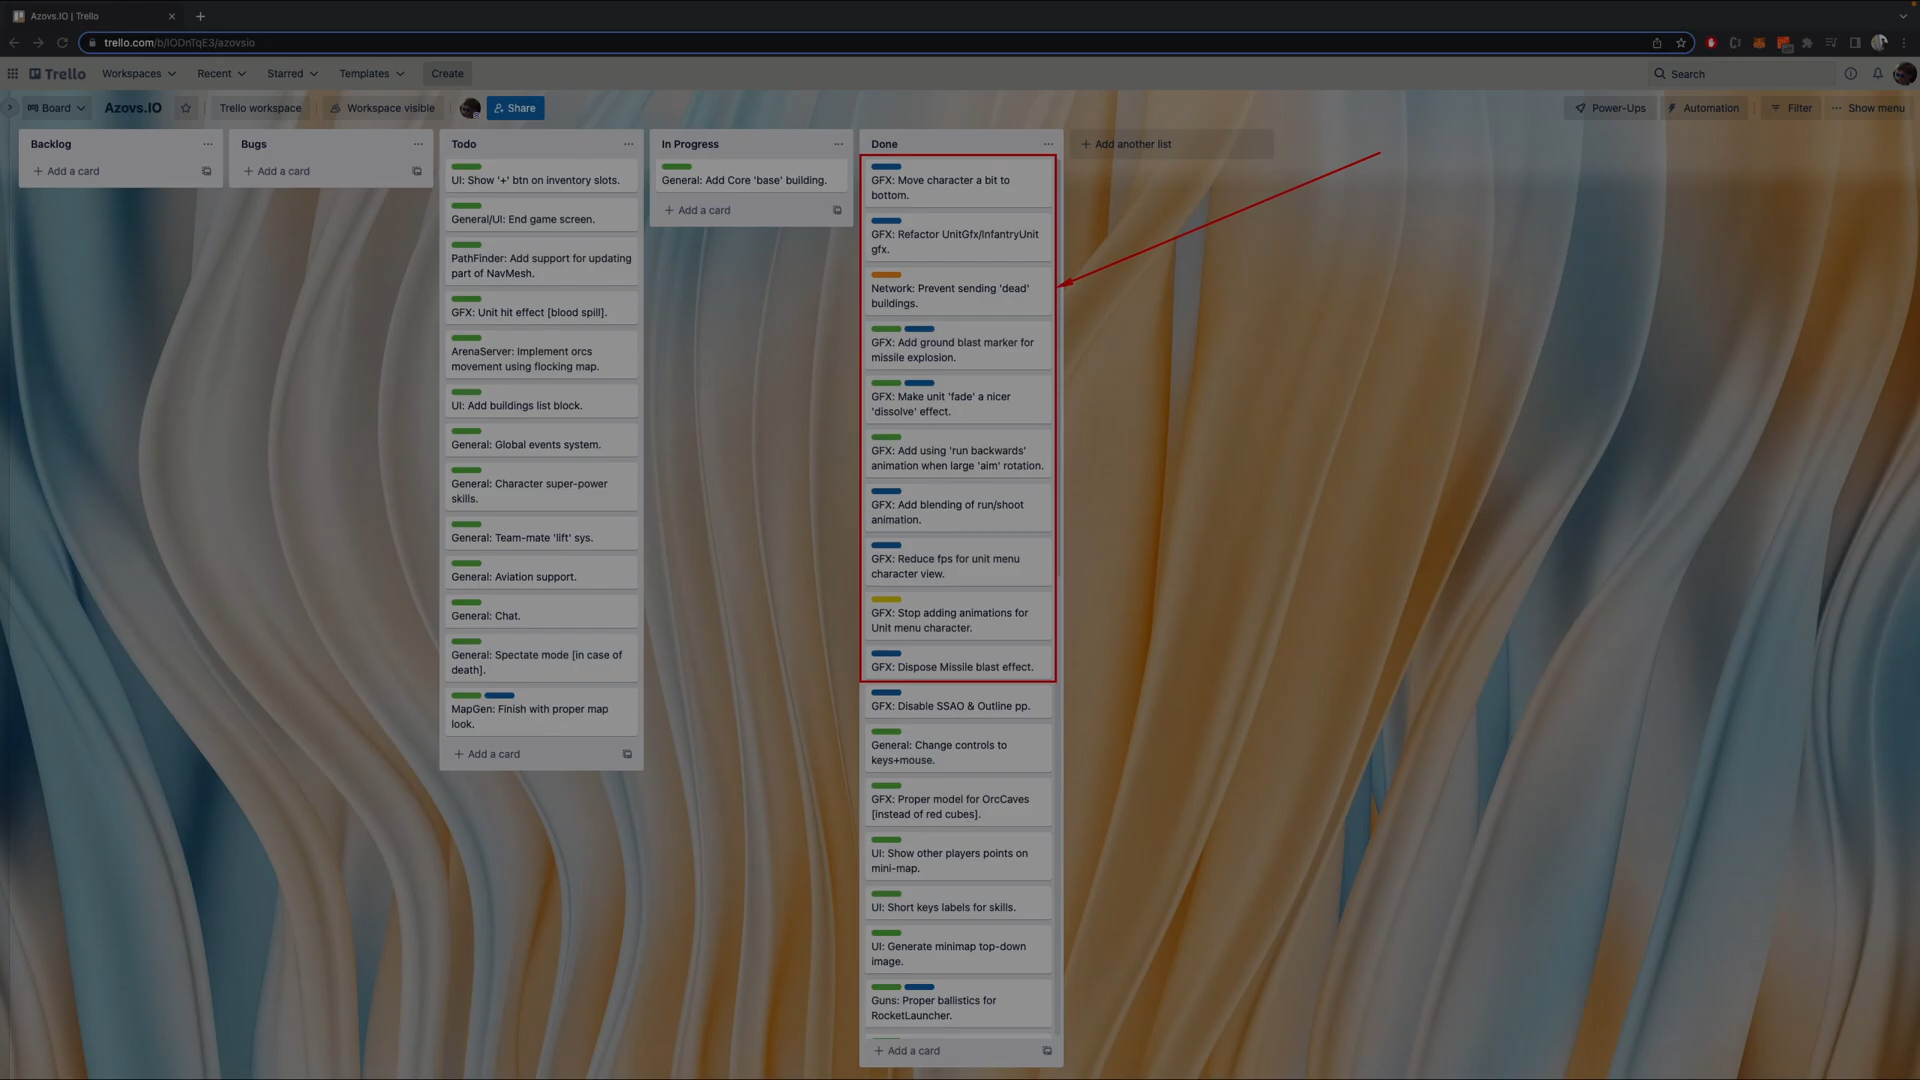 Azovs.IO | Trello
trello.com/b/IODnTqE3/azovsio
Trello
Workspaces
Recent
Starred
Templates
Create
Search
Board
Azovs.IO
Trello workspace
Workspace visible
Share
Power-Ups
Automation
Filter
Show menu
Backlog
+ Add a card
Bugs
+ Add a card
Todo
UI: Show '+' btn on inventory slots.
General/UI: End game screen.
PathFinder: Add support for updating
part of NavMesh.
GFX: Unit hit effect [blood spill].
ArenaServer: Implement orcs
movement using flocking map.
UI: Add buildings list block.
General: Global events system.
General: Character super-power
skills.
General: Team-mate 'lift' sys.
General: Aviation support.
General: Chat.
General: Spectate mode [in case of
death].
MapGen: Finish with proper map
look.
+ Add a card
In Progress
General: Add Core 'base' building.
+ Add a card
Done
GFX: Move character a bit to
bottom.
GFX: Refactor UnitGfx/InfantryUnit
gfx.
Network: Prevent sending 'dead'
buildings.
GFX: Add ground blast marker for
missile explosion.
GFX: Make unit 'fade' a nicer
'dissolve' effect.
GFX: Add using 'run backwards'
animation when large 'aim' rotation.
GFX: Add blending of run/shoot
animation.
GFX: Reduce fps for unit menu
character view.
GFX: Stop adding animations for
Unit menu character.
GFX: Dispose Missile blast effect.
GFX: Disable SSAO & Outline pp.
General: Change controls to
keys+mouse.
GFX: Proper model for OrcCaves
[instead of red cubes].
UI: Show other players points on
mini-map.
UI: Short keys labels for skills.
UI: Generate minimap top-down
image.
Guns: Proper ballistics for
RocketLauncher.
+ Add a card
+ Add another list